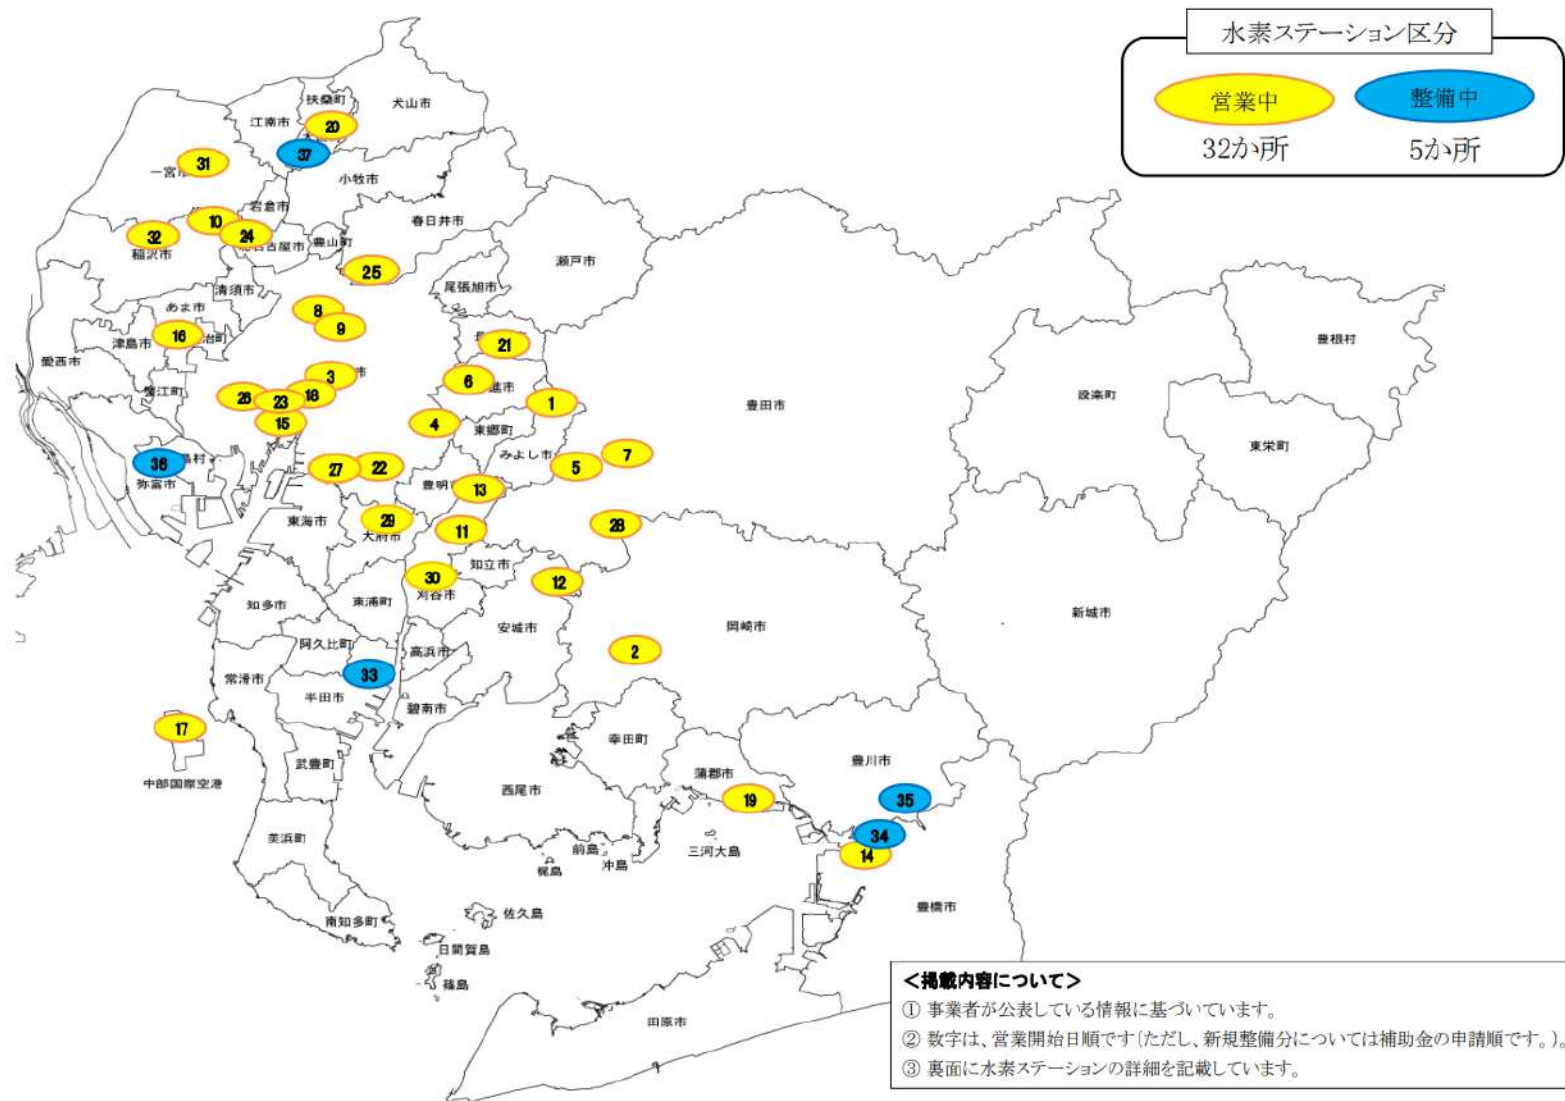 水素ステーション区分
営業中
整備中
32か所
5か所
扶桑町
犬山市
江南市
20
37
31
一宮市
小牧市
岩倉市
10
24
32
稲沢市
古屋市
豊山町
春日井市
25
瀬戸市
尾張旭市
清須市
あま市
8
9
16
治町
津島市
愛西市
21
豊根村
3
市
6
進市
1
蟹江町
26
23
18
15
4
東郷町
豊田市
設楽町
東栄町
みよし市
5
7
36
島村
弥富市
27
22
豊明
13
東海市
29
大府市
11
28
知立市
30
刈谷市
12
知多市
東浦町
安城市
岡崎市
新城市
阿久比町
高浜市
2
常滑市
33
半田市
碧南市
17
中部国際空港
武豊町
幸田町
豊川市
蒲郡市
西尾市
19
35
34
14
美浜町
前島
沖島
梶島
三河大島
南知多町
佐久島
日間賀島
篠島
豊橋市
田原市
＜掲載内容について＞
① 事業者が公表している情報に基づいています。
② 数字は、営業開始日順です(ただし、新規整備分については補助金の申請順です。)。
③ 裏面に水素ステーションの詳細を記載しています。